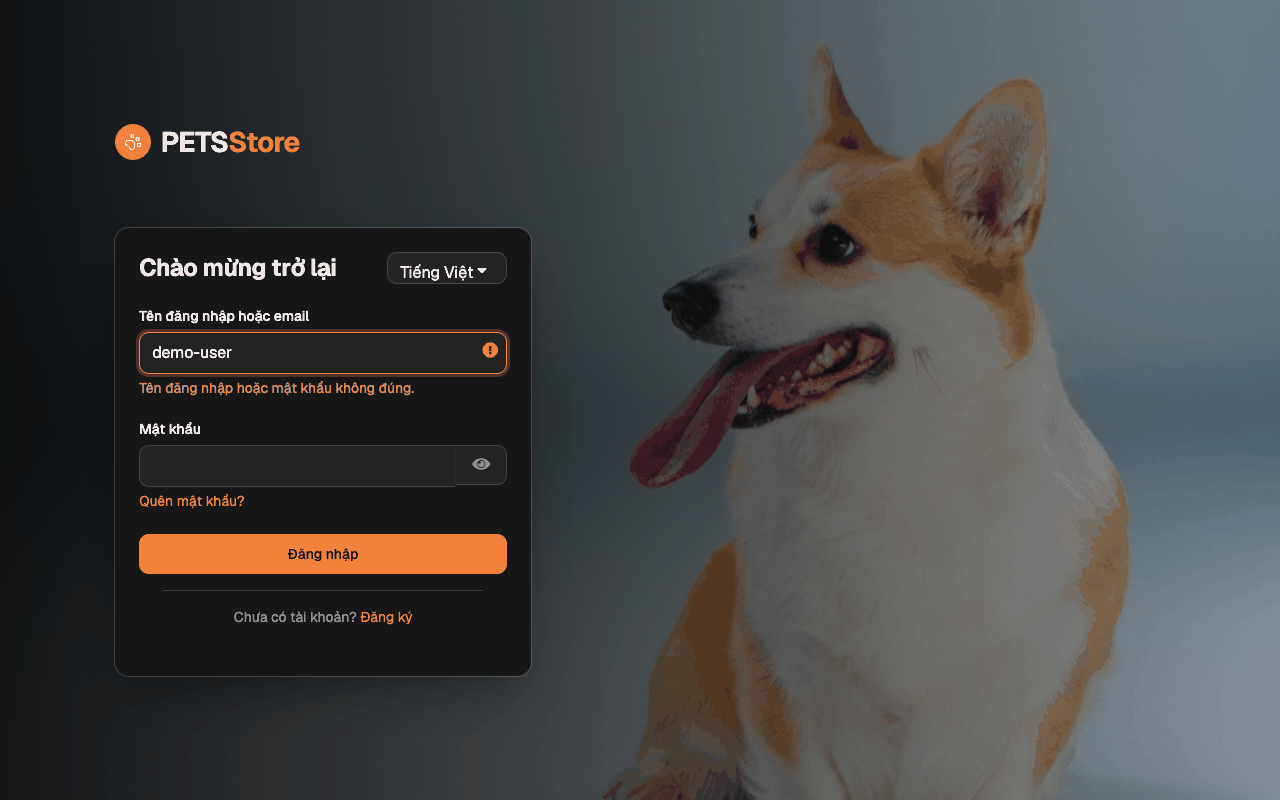 PETSStore
Chào mừng trở lại
Tiếng Việt
Tên đăng nhập hoặc email
demo-user
Tên đăng nhập hoặc mật khẩu không đúng.
Mật khẩu
Quên mật khẩu?
Đăng nhập
Chưa có tài khoản? Đăng ký